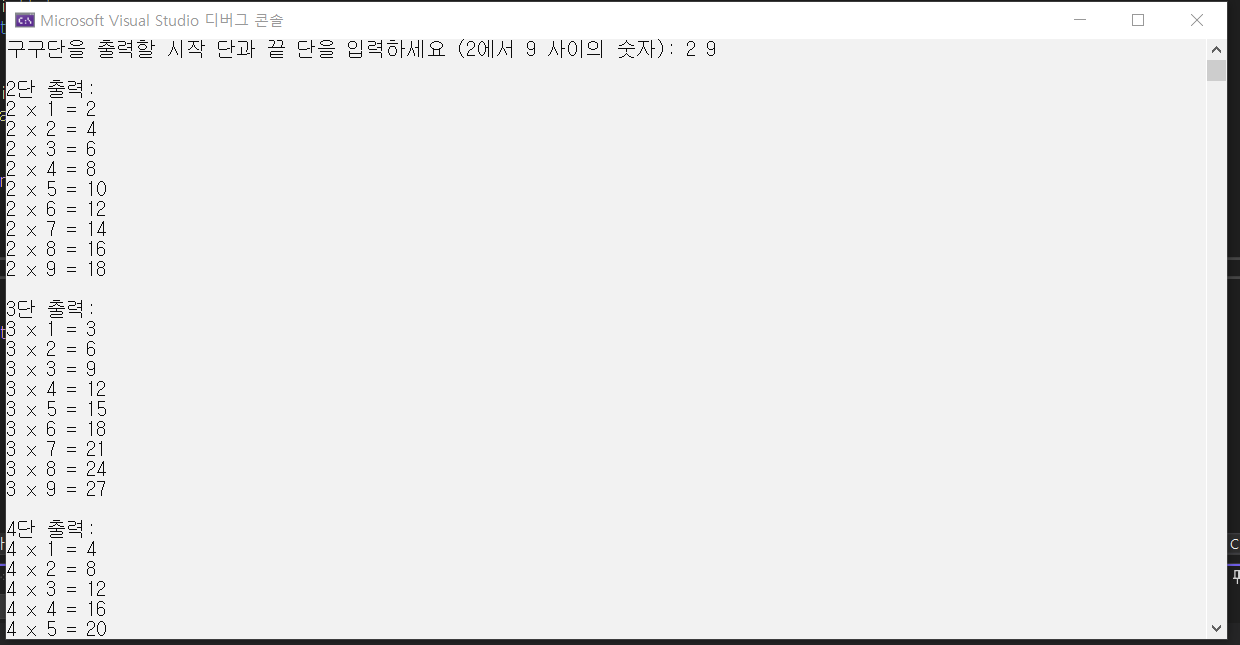 Microsoft Visual Studio 디버그 콘솔
구구단을 출력할 시작 단과 끝 단을 입력하세요 (2에서 9 사이의 숫자): 2 9
2단 출력:
2 x 1 = 2
2 x 2 = 4
2 x 3 = 6
2 x 4 = 8
2 x 5 = 10
2 x 6 = 12
2 x 7 = 14
2 x 8 = 16
2 x 9 = 18
3단 출력:
3 x 1 = 3
3 x 2 = 6
3 x 3 = 9
3 x 4 = 12
3 x 5 = 15
3 x 6 = 18
3 x 7 = 21
3 x 8 = 24
3 x 9 = 27
4단 출력:
4 x 1 = 4
4 x 2 = 8
4 x 3 = 12
4 x 4 = 16
4 x 5 = 20